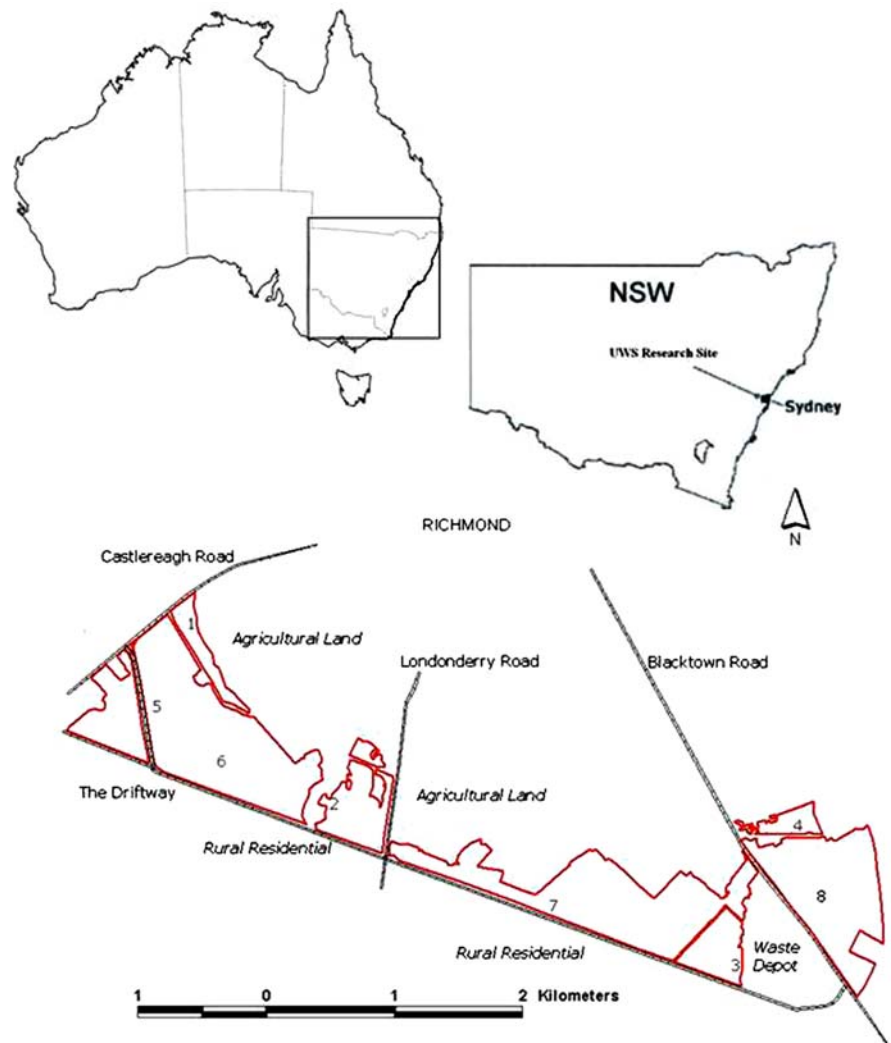 NSW
UWS Research Site
Sydney
N
RICHMOND
Castlereagh Road
1
Agricultural Land
Londonderry Road
Blacktown Road
5
6
The Driftway
2
Agricultural Land
4
Rural Residential
8
7
Rural Residential
3
Waste
Depot
1 0 1 2 Kilometers